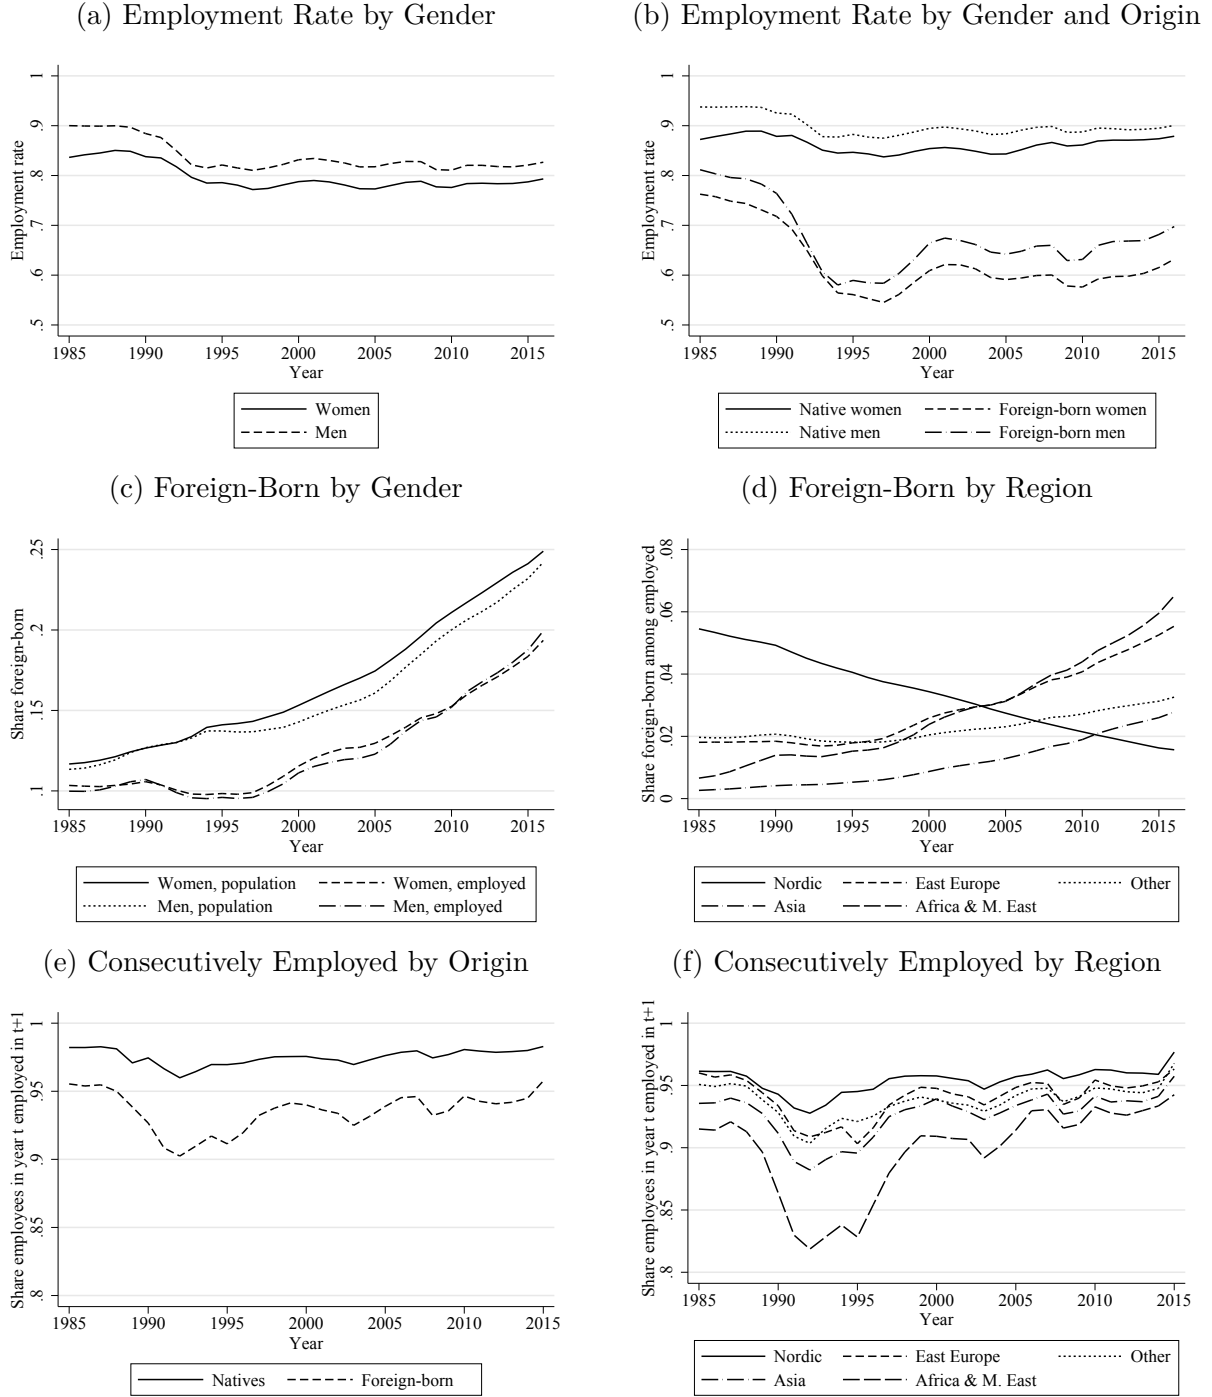 (a) Employment Rate by Gender
Employment rate
1
.9
.8
.7
.6
.5
1985 1990 1995 2000 2005 2010 2015
Year
Women
Men
(b) Employment Rate by Gender and Origin
Employment rate
1
.9
.8
.7
.6
.5
1985 1990 1995 2000 2005 2010 2015
Year
Native women Foreign-born women
Native men Foreign-born men
(c) Foreign-Born by Gender
Share foreign-born
.25
.2
.15
.1
1985 1990 1995 2000 2005 2010 2015
Year
Women, population Women, employed
Men, population Men, employed
(d) Foreign-Born by Region
Share foreign-born among employed
.08
.06
.04
.02
0
1985 1990 1995 2000 2005 2010 2015
Year
Nordic East Europe Other
Asia Africa & M. East
(e) Consecutively Employed by Origin
Share employees in year t employed in t+1
1
.95
.9
.85
.8
1985 1990 1995 2000 2005 2010 2015
Year
Natives Foreign-born
(f) Consecutively Employed by Region
Share employees in year t employed in t+1
1
.95
.9
.85
.8
1985 1990 1995 2000 2005 2010 2015
Year
Nordic East Europe Other
Asia Africa & M. East